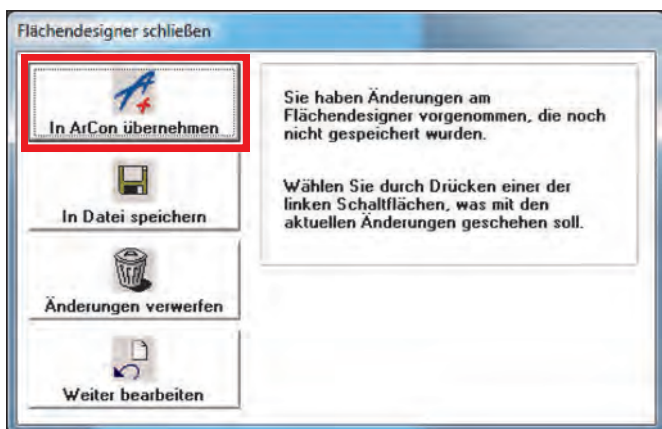 Flächendesigner schließen
In ArCon übernehmen
In Datei speichern
Änderungen verwerfen
Weiter bearbeiten
Sie haben Änderungen am
Flächendesigner vorgenommen, die noch
nicht gespeichert wurden.
Wählen Sie durch Drücken einer der
linken Schaltflächen, was mit den
aktuellen Änderungen geschehen soll.